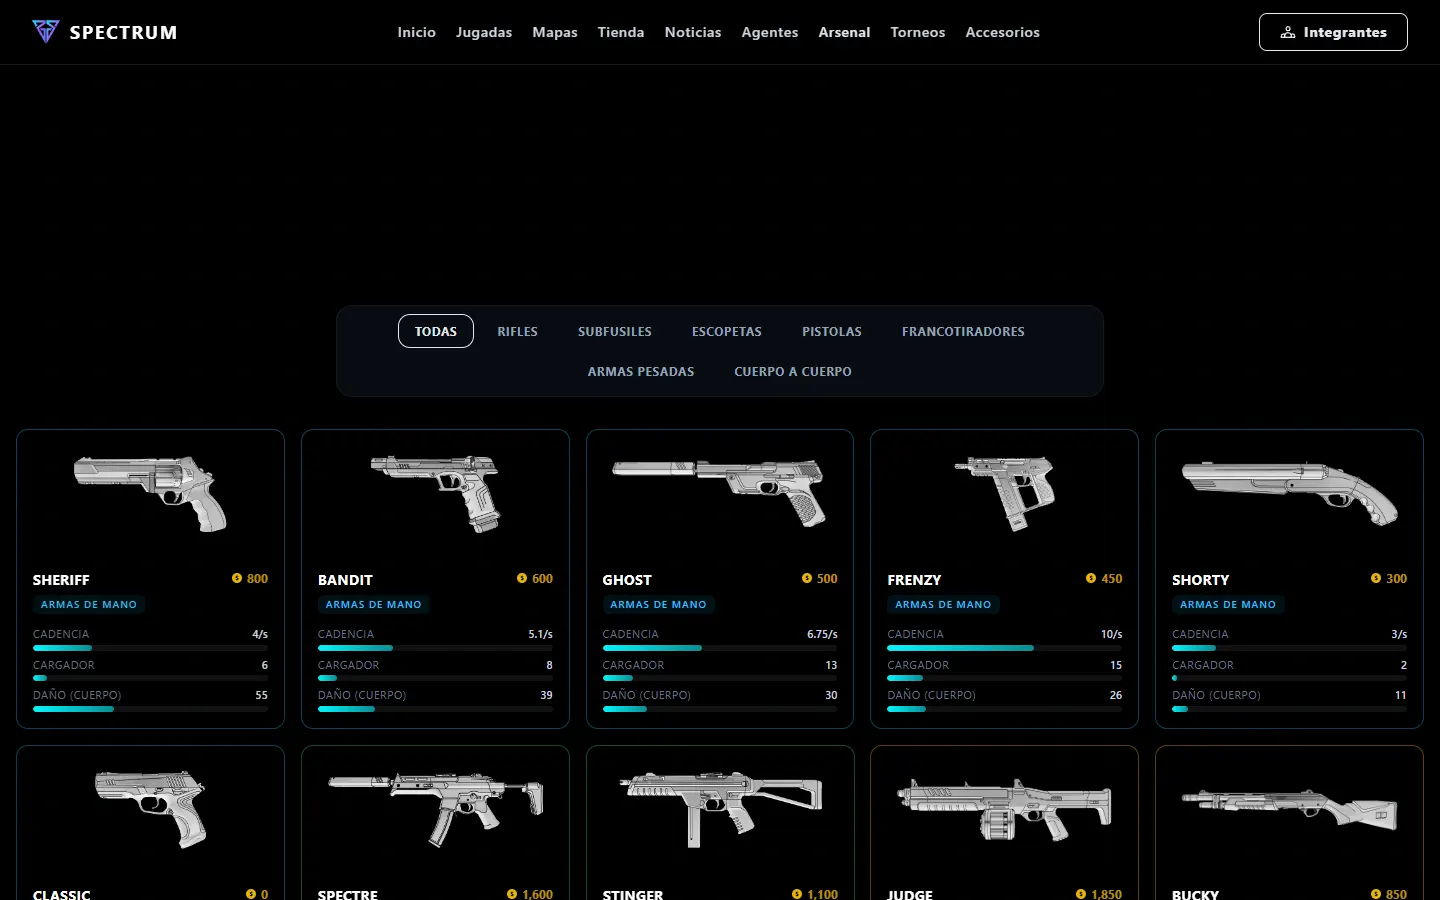 SPECTRUM
Inicio Jugadas Mapas Tienda Noticias Agentes Arsenal Torneos Accesorios
Integrantes
TODAS RIFLES SUBFUSILES ESCOPETAS PISTOLAS FRANCOTIRADORES
ARMAS PESADAS CUERPO A CUERPO
SHERIFF 800
ARMAS DE MANO
CADENCIA 4/s
CARGADOR 6
DAÑO (CUERPO) 55
BANDIT 600
ARMAS DE MANO
CADENCIA 5.1/s
CARGADOR 8
DAÑO (CUERPO) 39
GHOST 500
ARMAS DE MANO
CADENCIA 6.75/s
CARGADOR 13
DAÑO (CUERPO) 30
FRENZY 450
ARMAS DE MANO
CADENCIA 10/s
CARGADOR 15
DAÑO (CUERPO) 26
SHORTY 300
ARMAS DE MANO
CADENCIA 3/s
CARGADOR 2
DAÑO (CUERPO) 11
CLASSIC 0
SPECTRE 1,600
STINGER 1,100
JUDGE 1,850
BUCKY 850